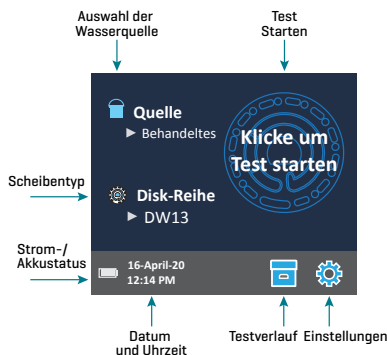 Auswahl der
Wasserquelle
Test
Starten
Quelle
Behandeltes
Klicke um
Test starten
Scheibentyp
Disk-Reihe
DW13
Strom-/
Akkustatus
16-April-20
12:14 PM
Datum
und Uhrzeit
Testverlauf
Einstellungen